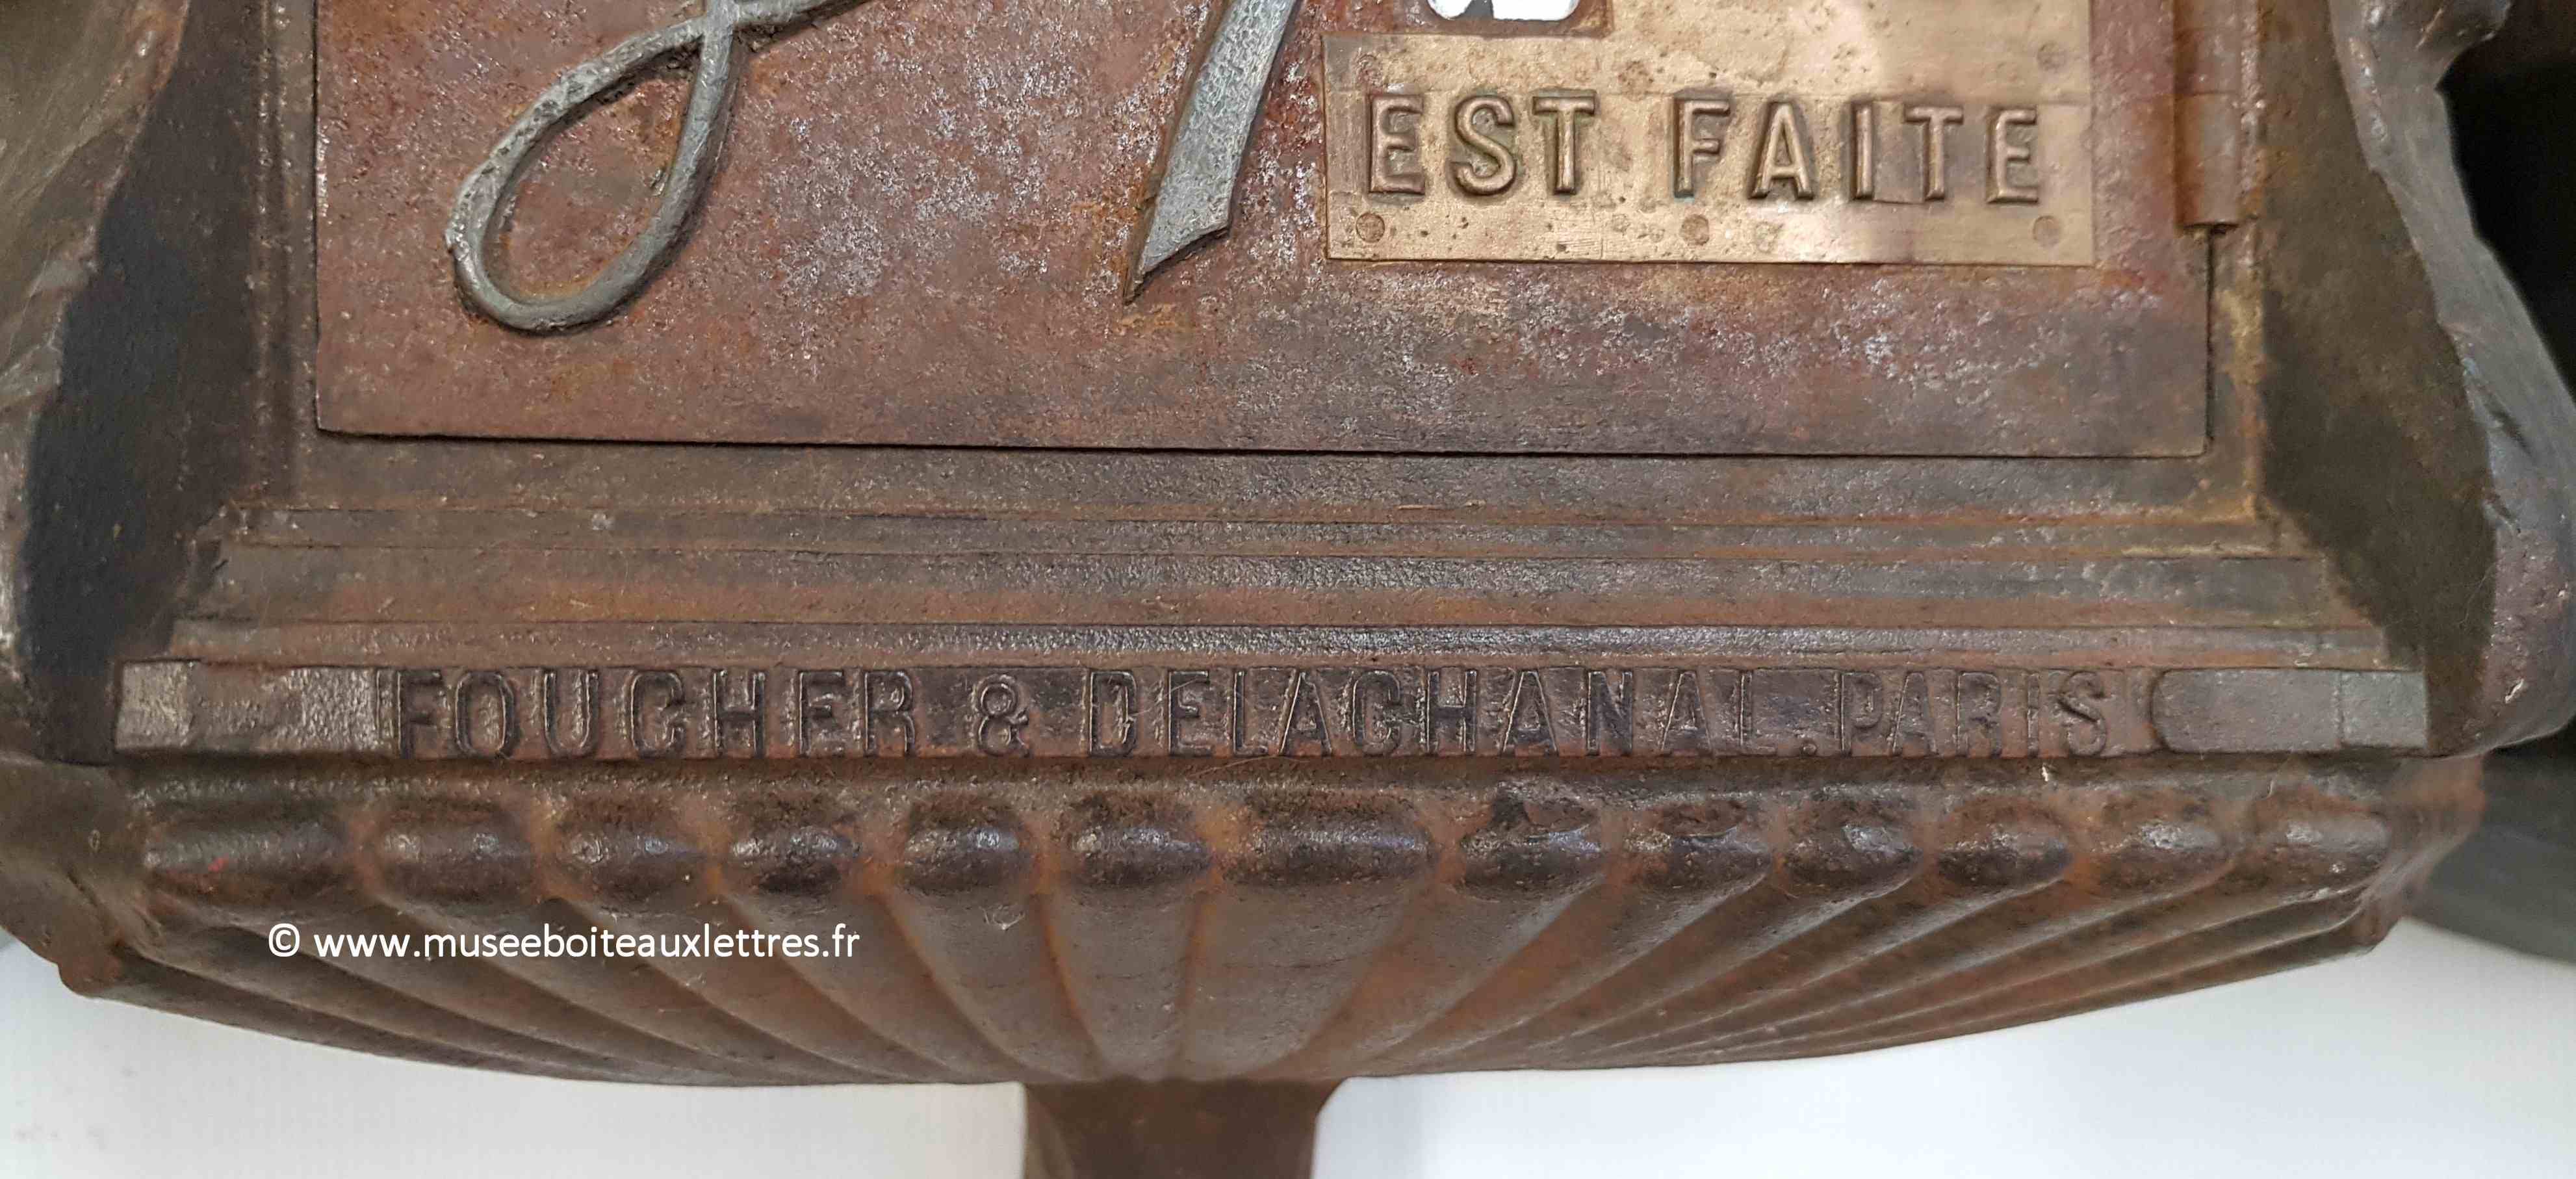 EST FAITE
FOUCHER & DELACHANAL. PARIS
© www.museeboiteauxlettres.fr